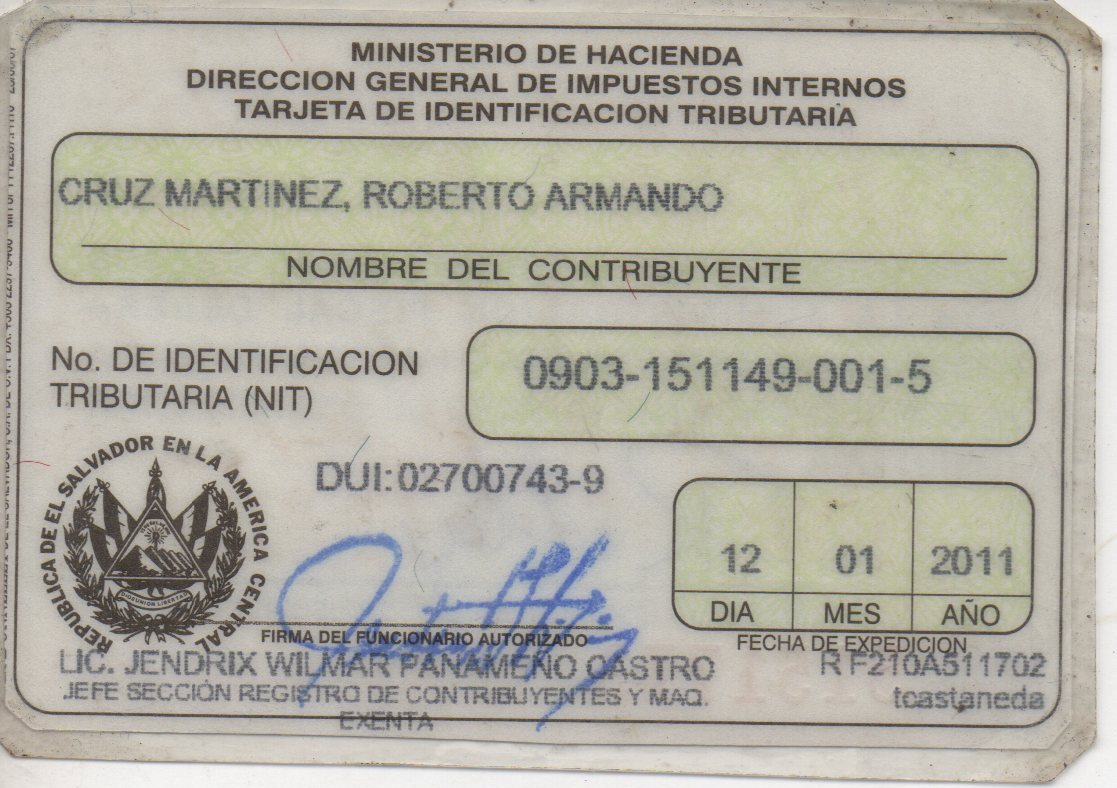 MINISTERIO DE HACIENDA
DIRECCION GENERAL DE IMPUESTOS INTERNOS
TARJETA DE IDENTIFICACION TRIBUTARIA
CRUZ MARTINEZ, ROBERTO ARMANDO
NOMBRE DEL CONTRIBUYENTE
No. DE IDENTIFICACION
TRIBUTARIA (NIT)
0903-151149-001-5
REPUBLICA DE EL SALVADOR EN LA AMERICA CENTRAL
DUI:02700743-9
12 01 2011
DIA MES AÑO
FECHA DE EXPEDICION
FIRMA DEL FUNCIONARIO AUTORIZADO
LIC. JENDRIX WILMAR PANAMEÑO CASTRO
R F210A511702
JEFE SECCIÓN REGISTRO DE CONTRIBUYENTES Y MAQ.
tcastaneda
EXENTA